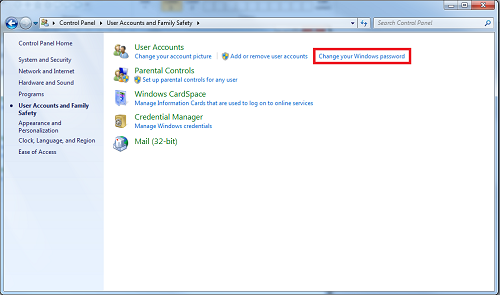 Control Panel ▸ User Accounts and Family Safety ▸
Search Control Panel
Control Panel Home
System and Security
Network and Internet
Hardware and Sound
Programs
User Accounts and Family
Safety
Appearance and
Personalization
Clock, Language, and Region
Ease of Access
User Accounts
Change your account picture
Add or remove user accounts
Change your Windows password
Parental Controls
Set up parental controls for any user
Windows CardSpace
Manage Information Cards that are used to log on to online services
Credential Manager
Manage Windows credentials
Mail (32-bit)